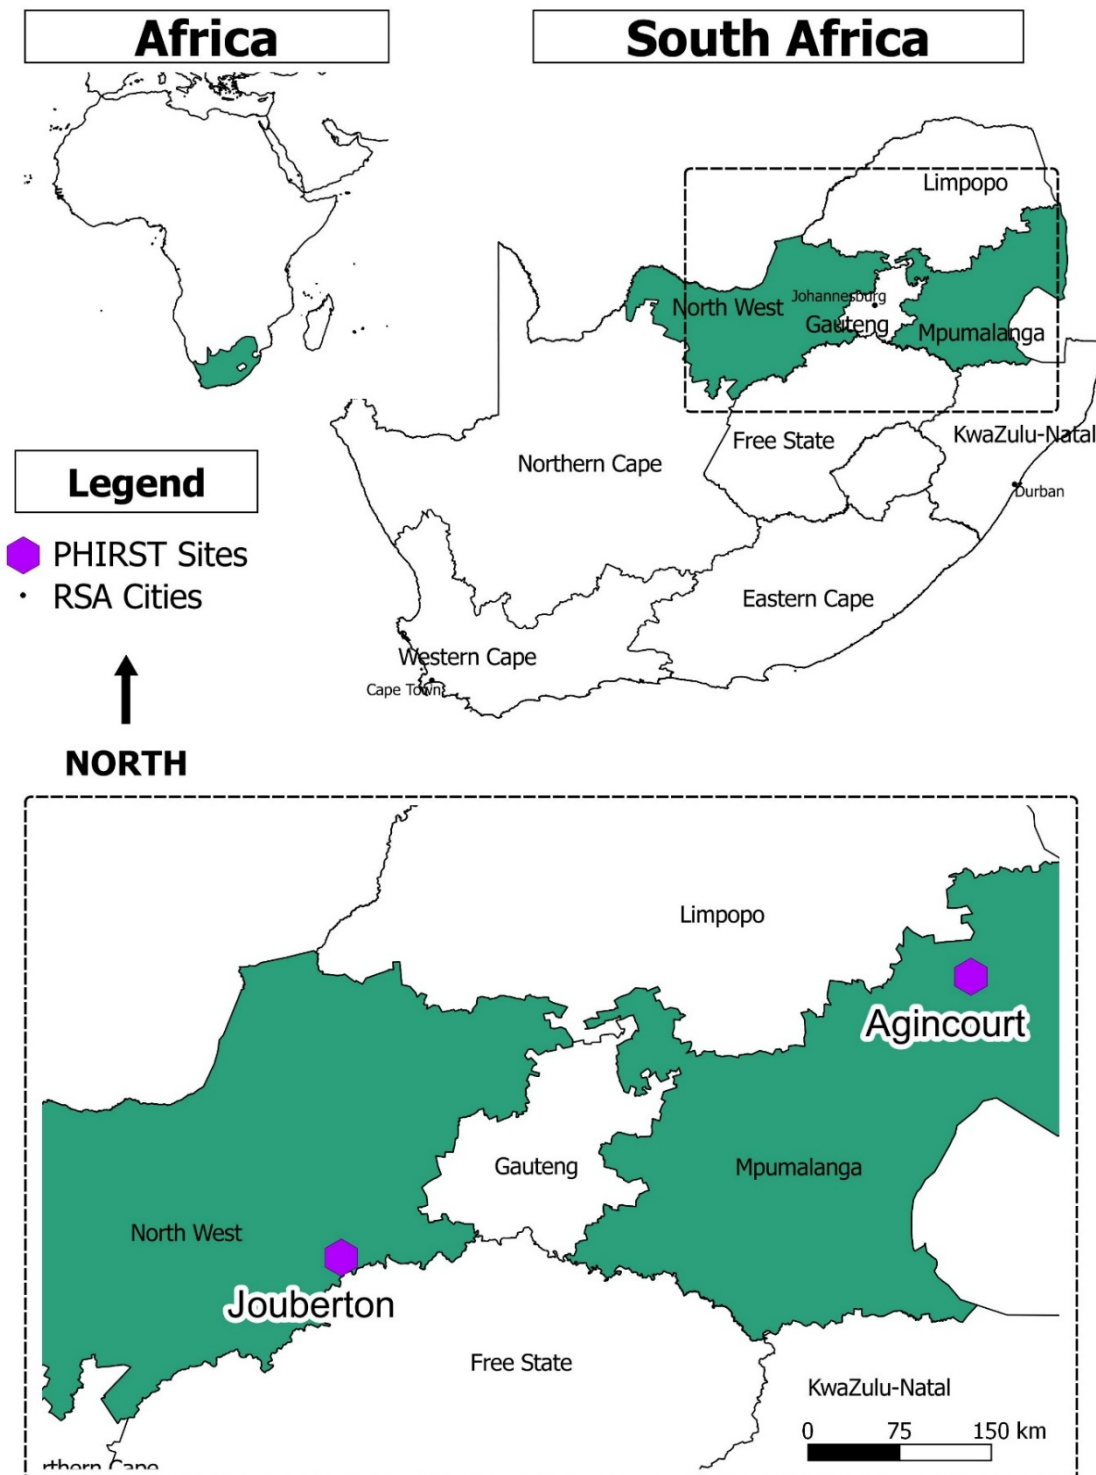 Africa
South Africa
Limpopo
North West
Johannesburg
Gauteng
Mpumalanga
Free State
KwaZulu-Natal
Northern Cape
Durban
Legend
PHIRST Sites
RSA Cities
Eastern Cape
Western Cape
Cape Town
NORTH
Limpopo
Agincourt
Gauteng
Mpumalanga
North West
Jouberton
Free State
KwaZulu-Natal
0 75 150 km
rthern Cape